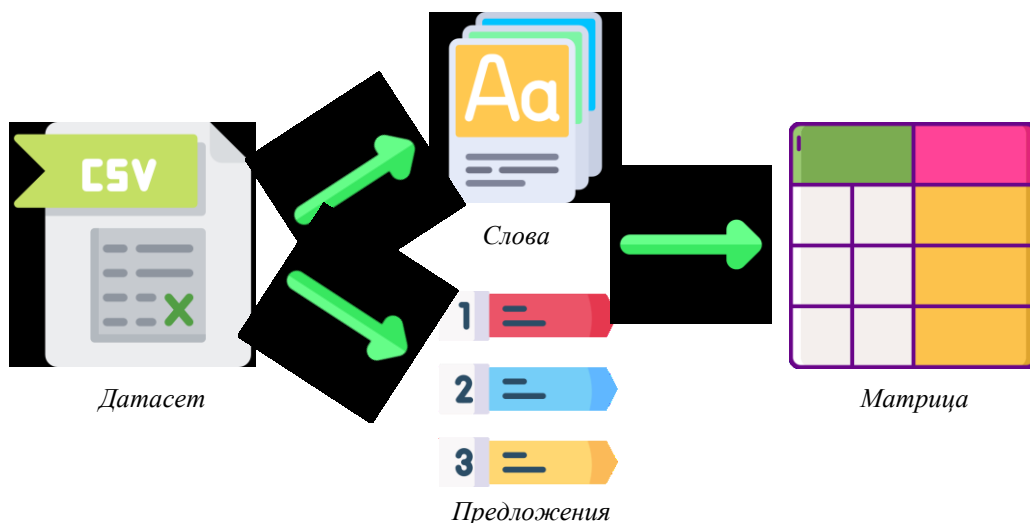 CSV
Датасет
Aa
Слова
1
2
3
Предложения
Матрица